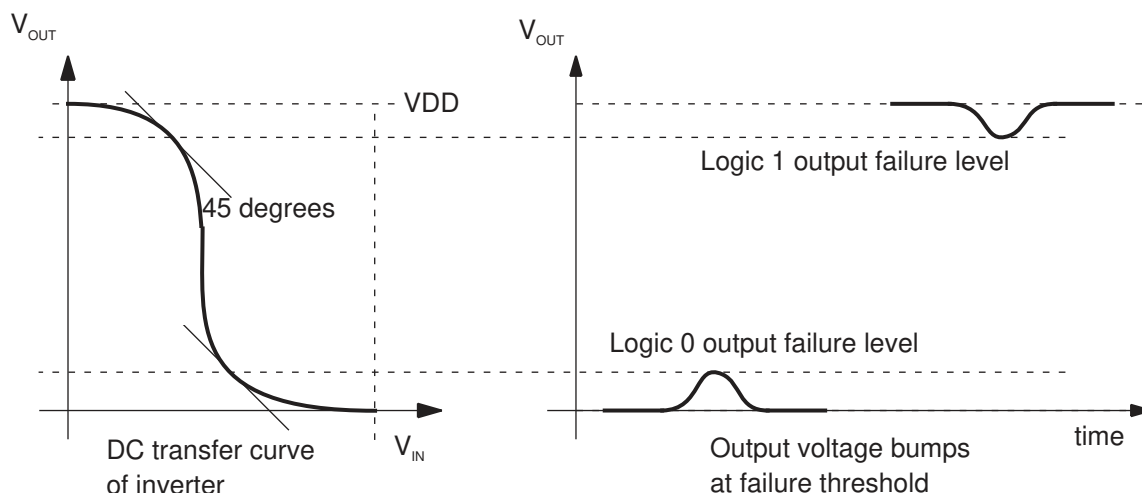 V_OUT
VDD
45 degrees
V_IN
DC transfer curve
of inverter
V_OUT
Logic 1 output failure level
Logic 0 output failure level
time
Output voltage bumps
at failure threshold